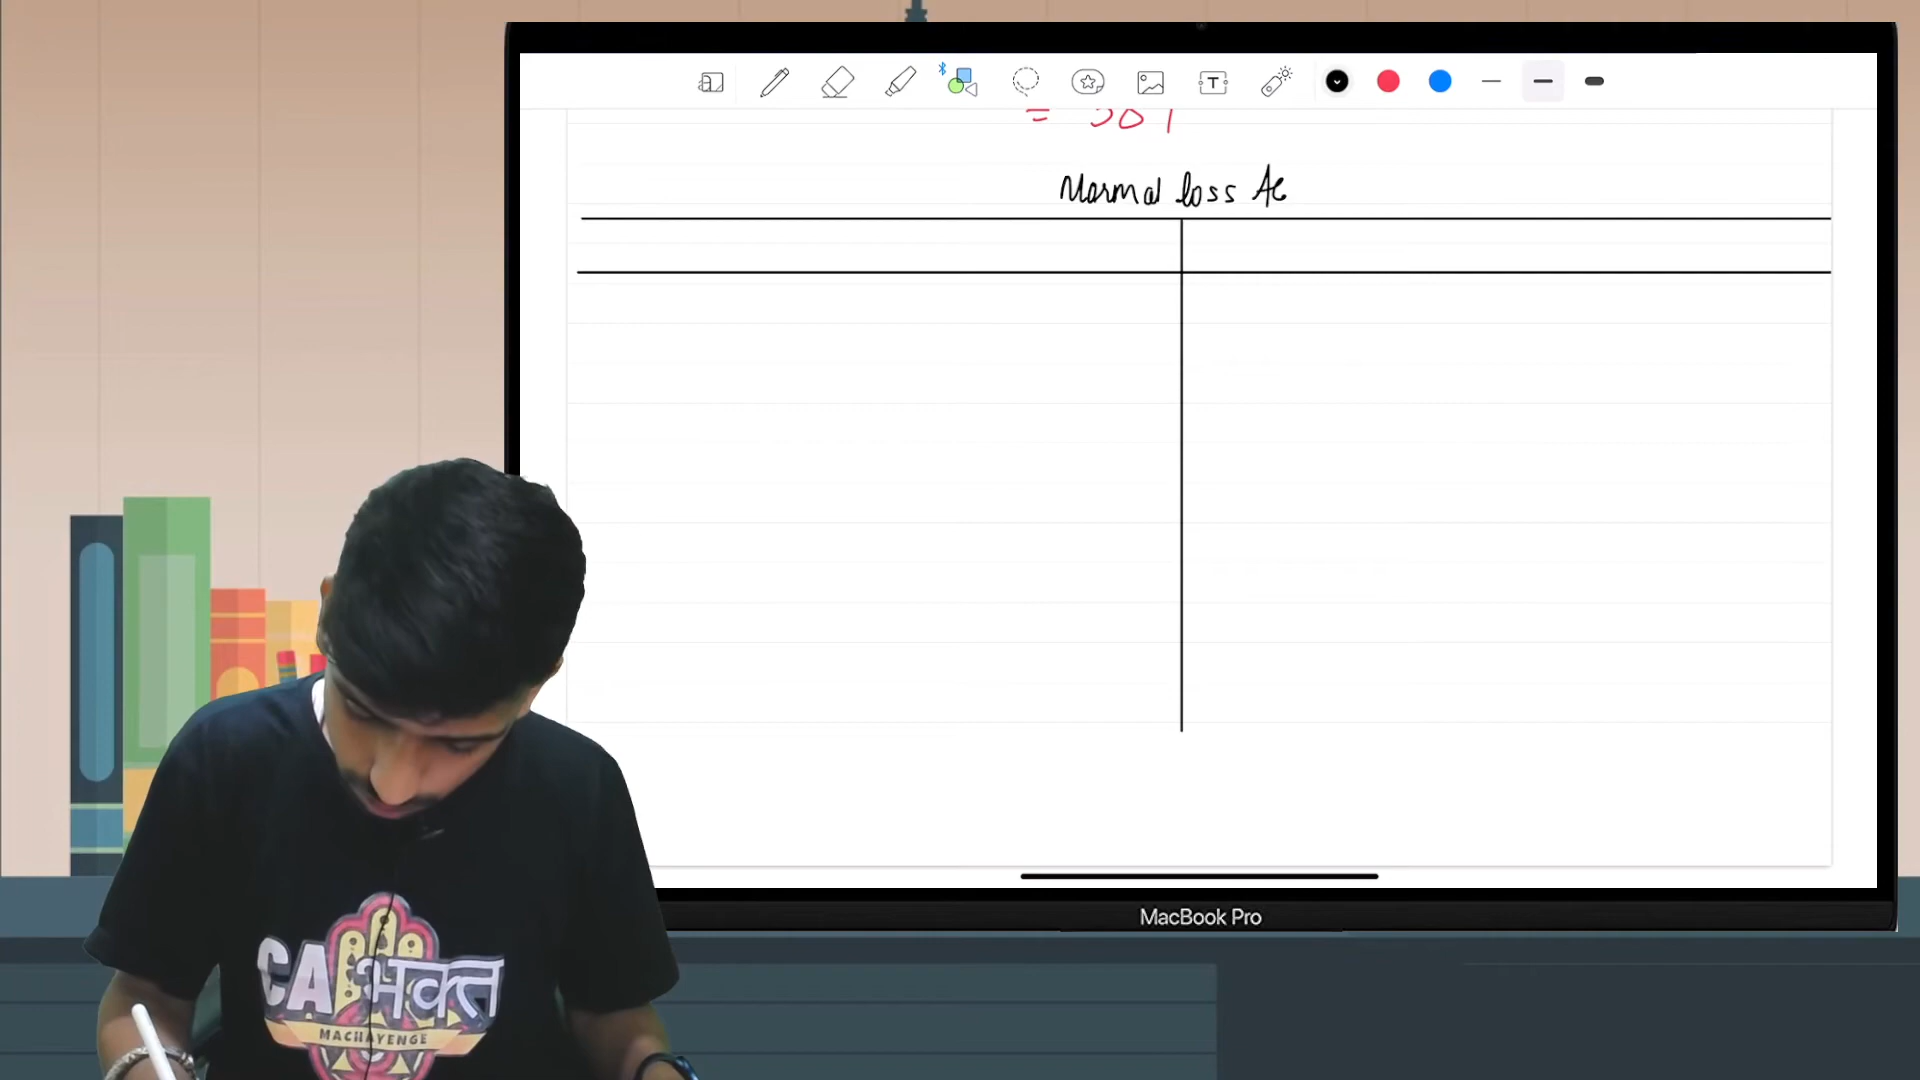 T
Normal loss A/c
CA भक्त
MACHAYENGE
MacBook Pro